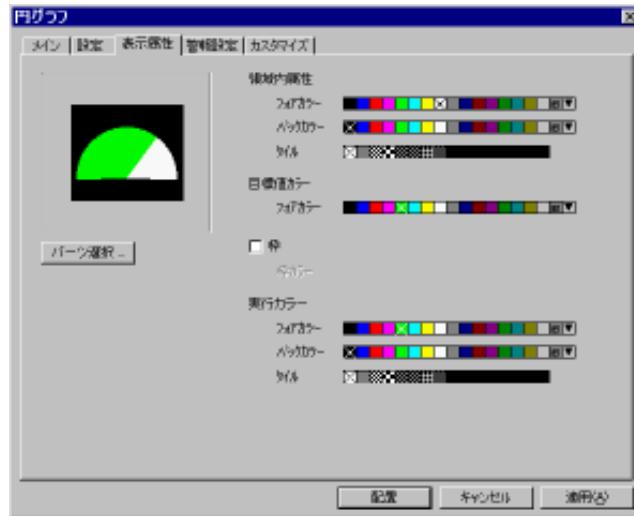 円グラフ
メイン 設定 表示属性 警報設定 カスタマイズ
領域内属性
フォアカラー
バックカラー
タイル
目標値カラー
フォアカラー
パーツ選択...
枠
枠カラー
実行カラー
フォアカラー
バックカラー
タイル
配置 キャンセル 適用(A)